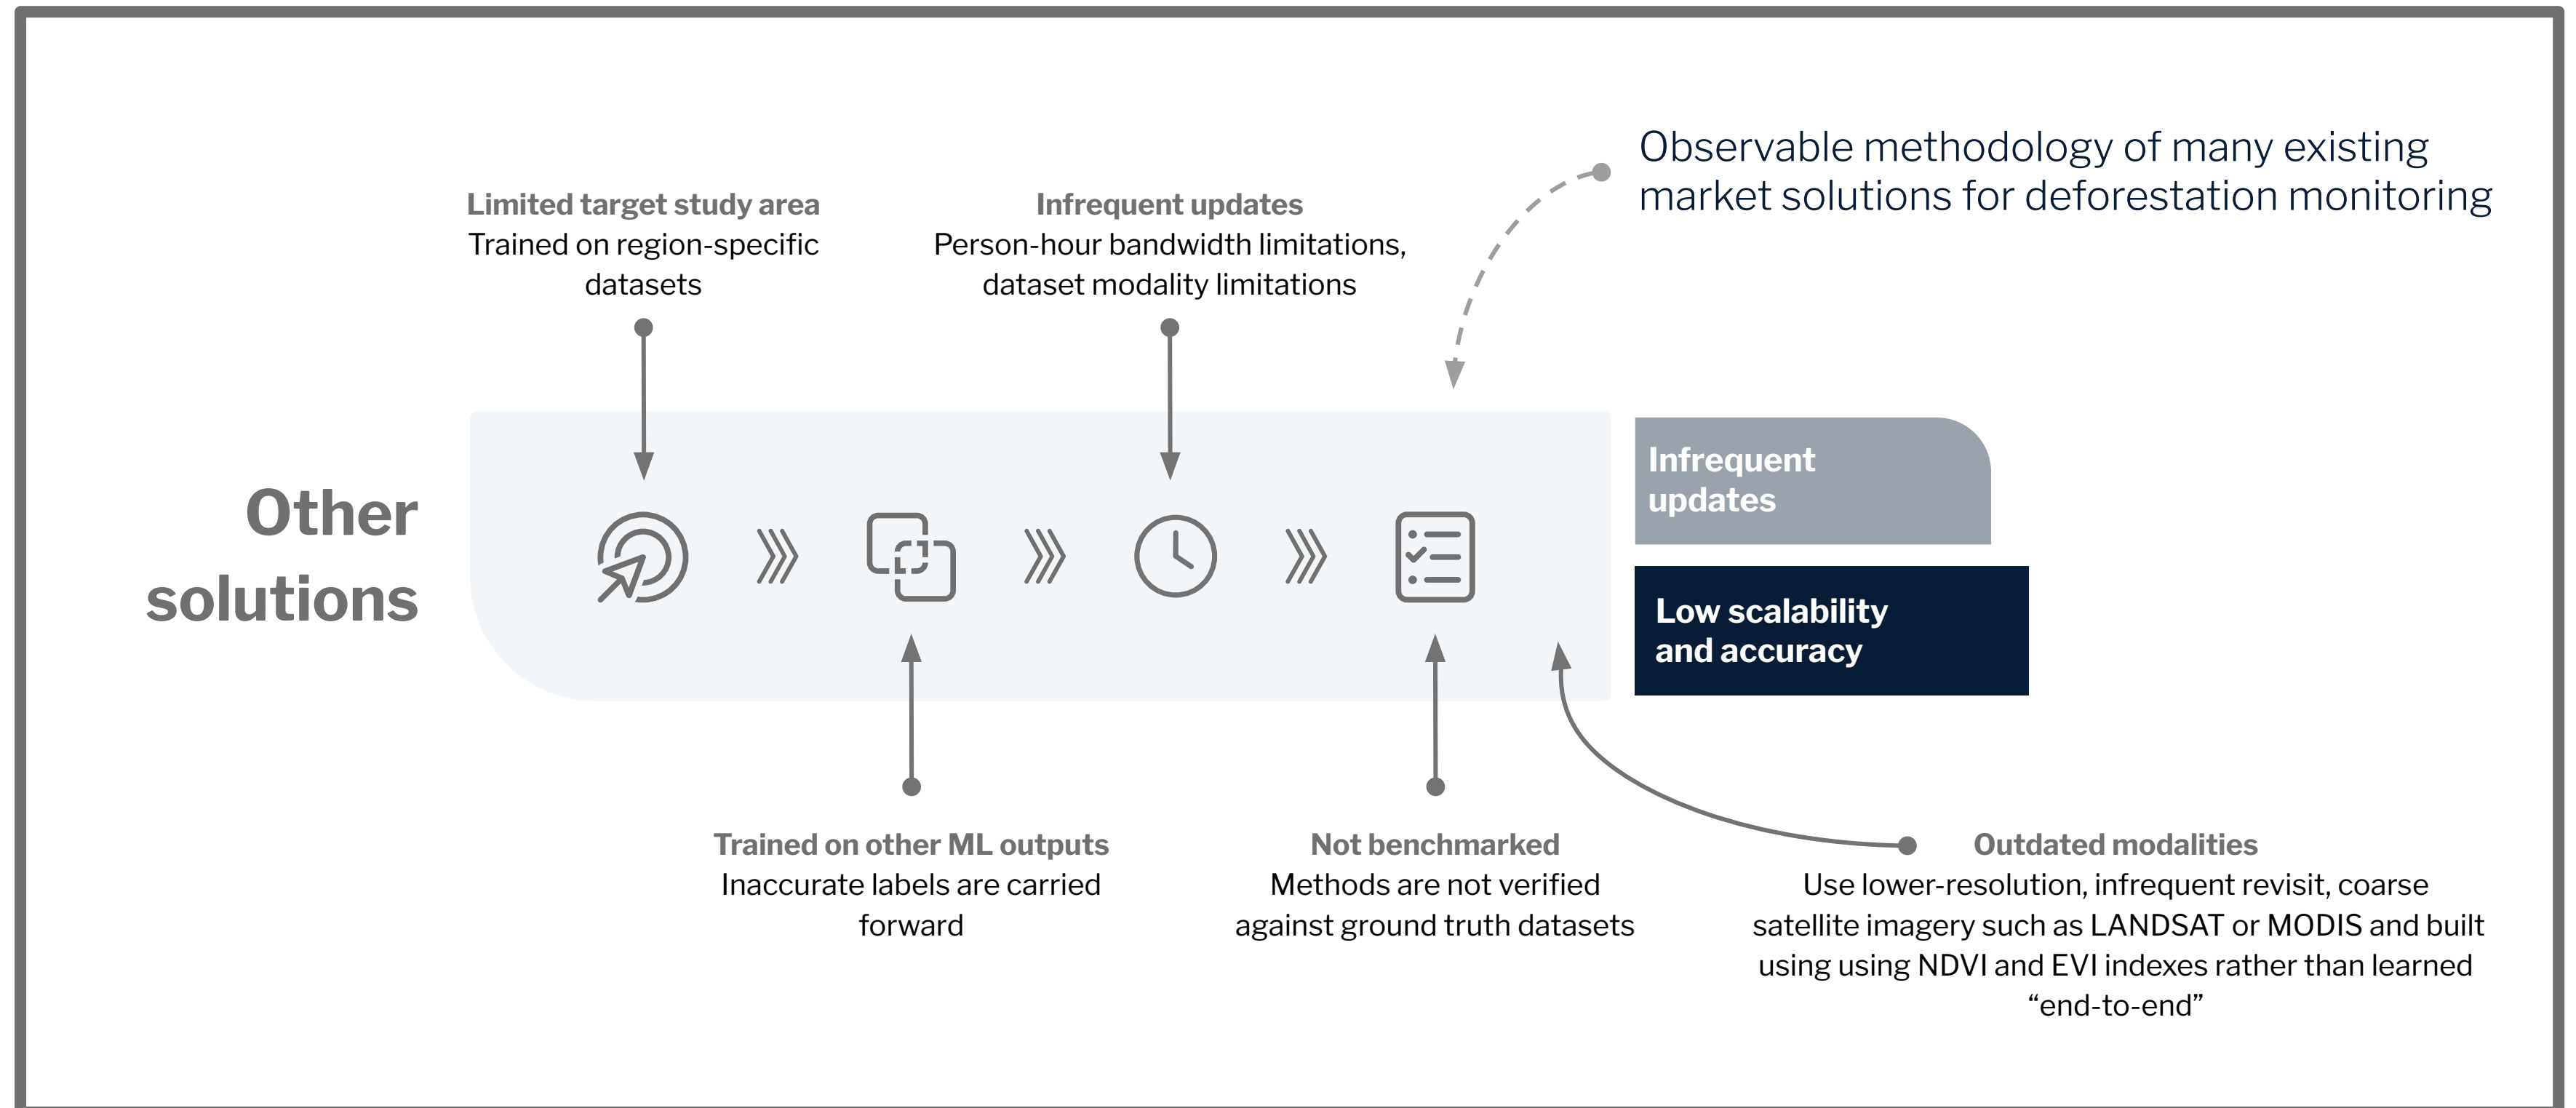 Observable methodology of many existing
market solutions for deforestation monitoring
Limited target study area
Trained on region-specific
datasets
Infrequent updates
Person-hour bandwidth limitations,
dataset modality limitations
Other
solutions
Infrequent
updates
Low scalability
and accuracy
Trained on other ML outputs
Inaccurate labels are carried
forward
Not benchmarked
Methods are not verified
against ground truth datasets
Outdated modalities
Use lower-resolution, infrequent revisit, coarse
satellite imagery such as LANDSAT or MODIS and built
using using NDVI and EVI indexes rather than learned
“end-to-end”